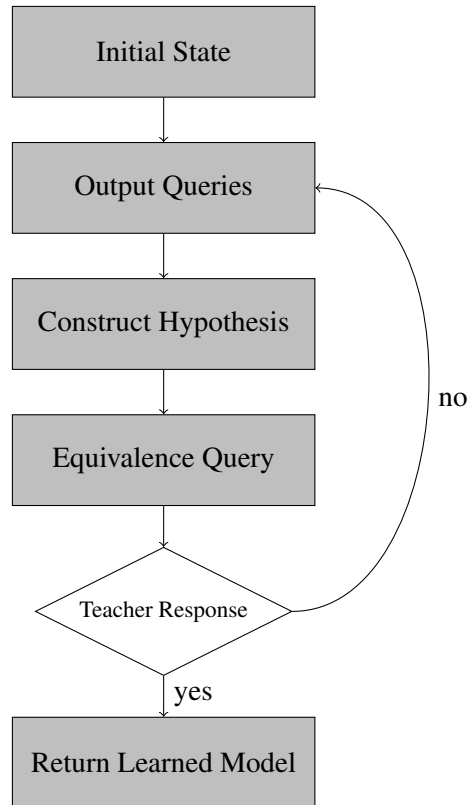 Initial State
Output Queries
Construct Hypothesis
no
Equivalence Query
Teacher Response
yes
Return Learned Model